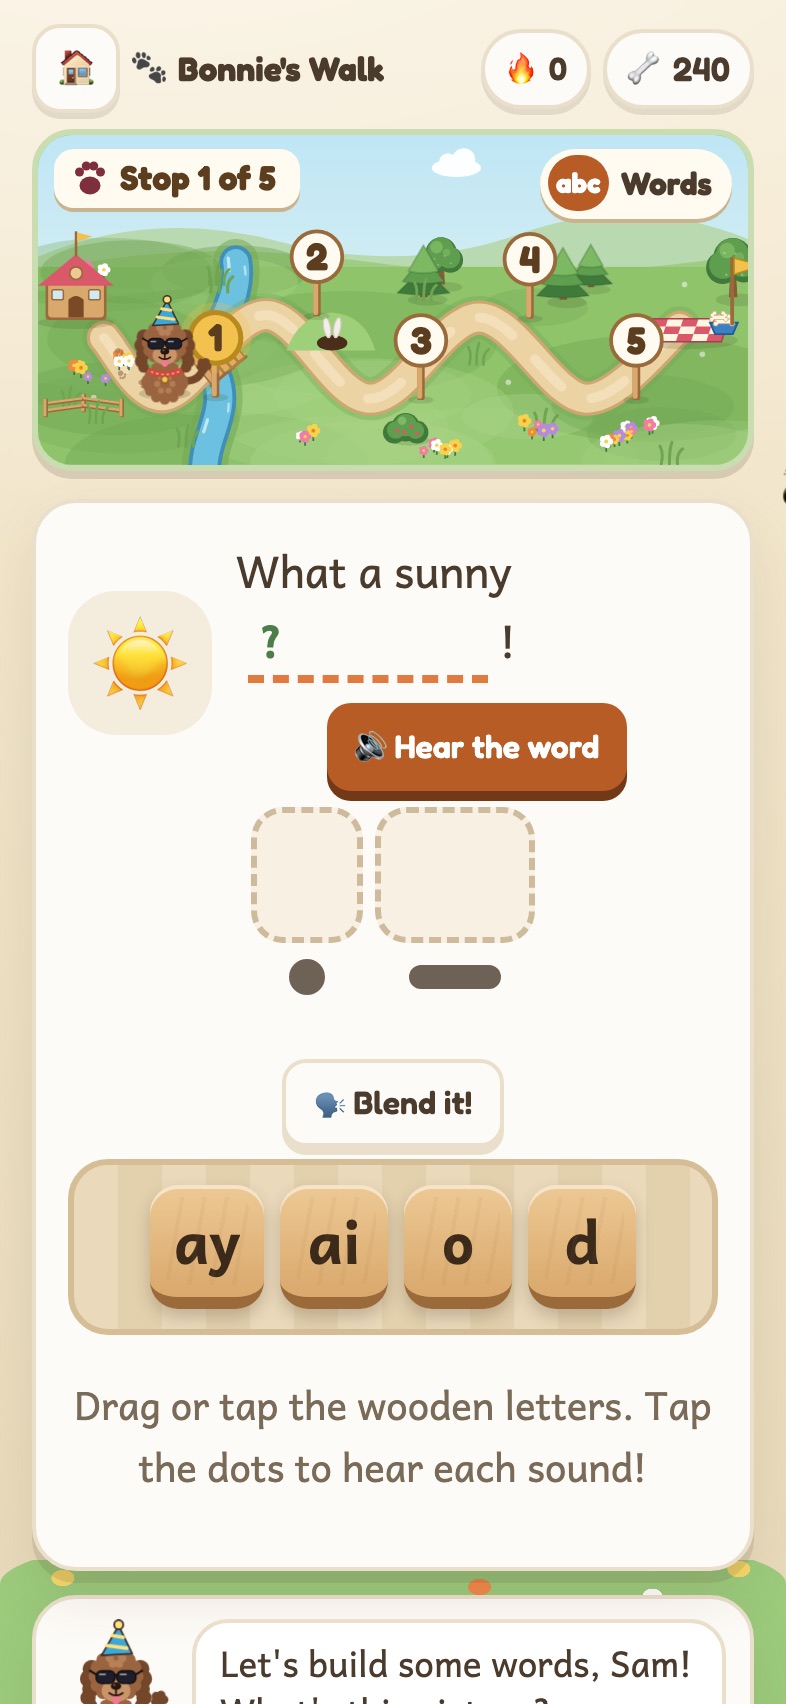 Bonnie's Walk
0
240
Stop 1 of 5
abc Words
1
2
3
4
5
What a sunny
? !
Hear the word
Blend it!
ay ai o d
Drag or tap the wooden letters. Tap
the dots to hear each sound!
Let's build some words, Sam!